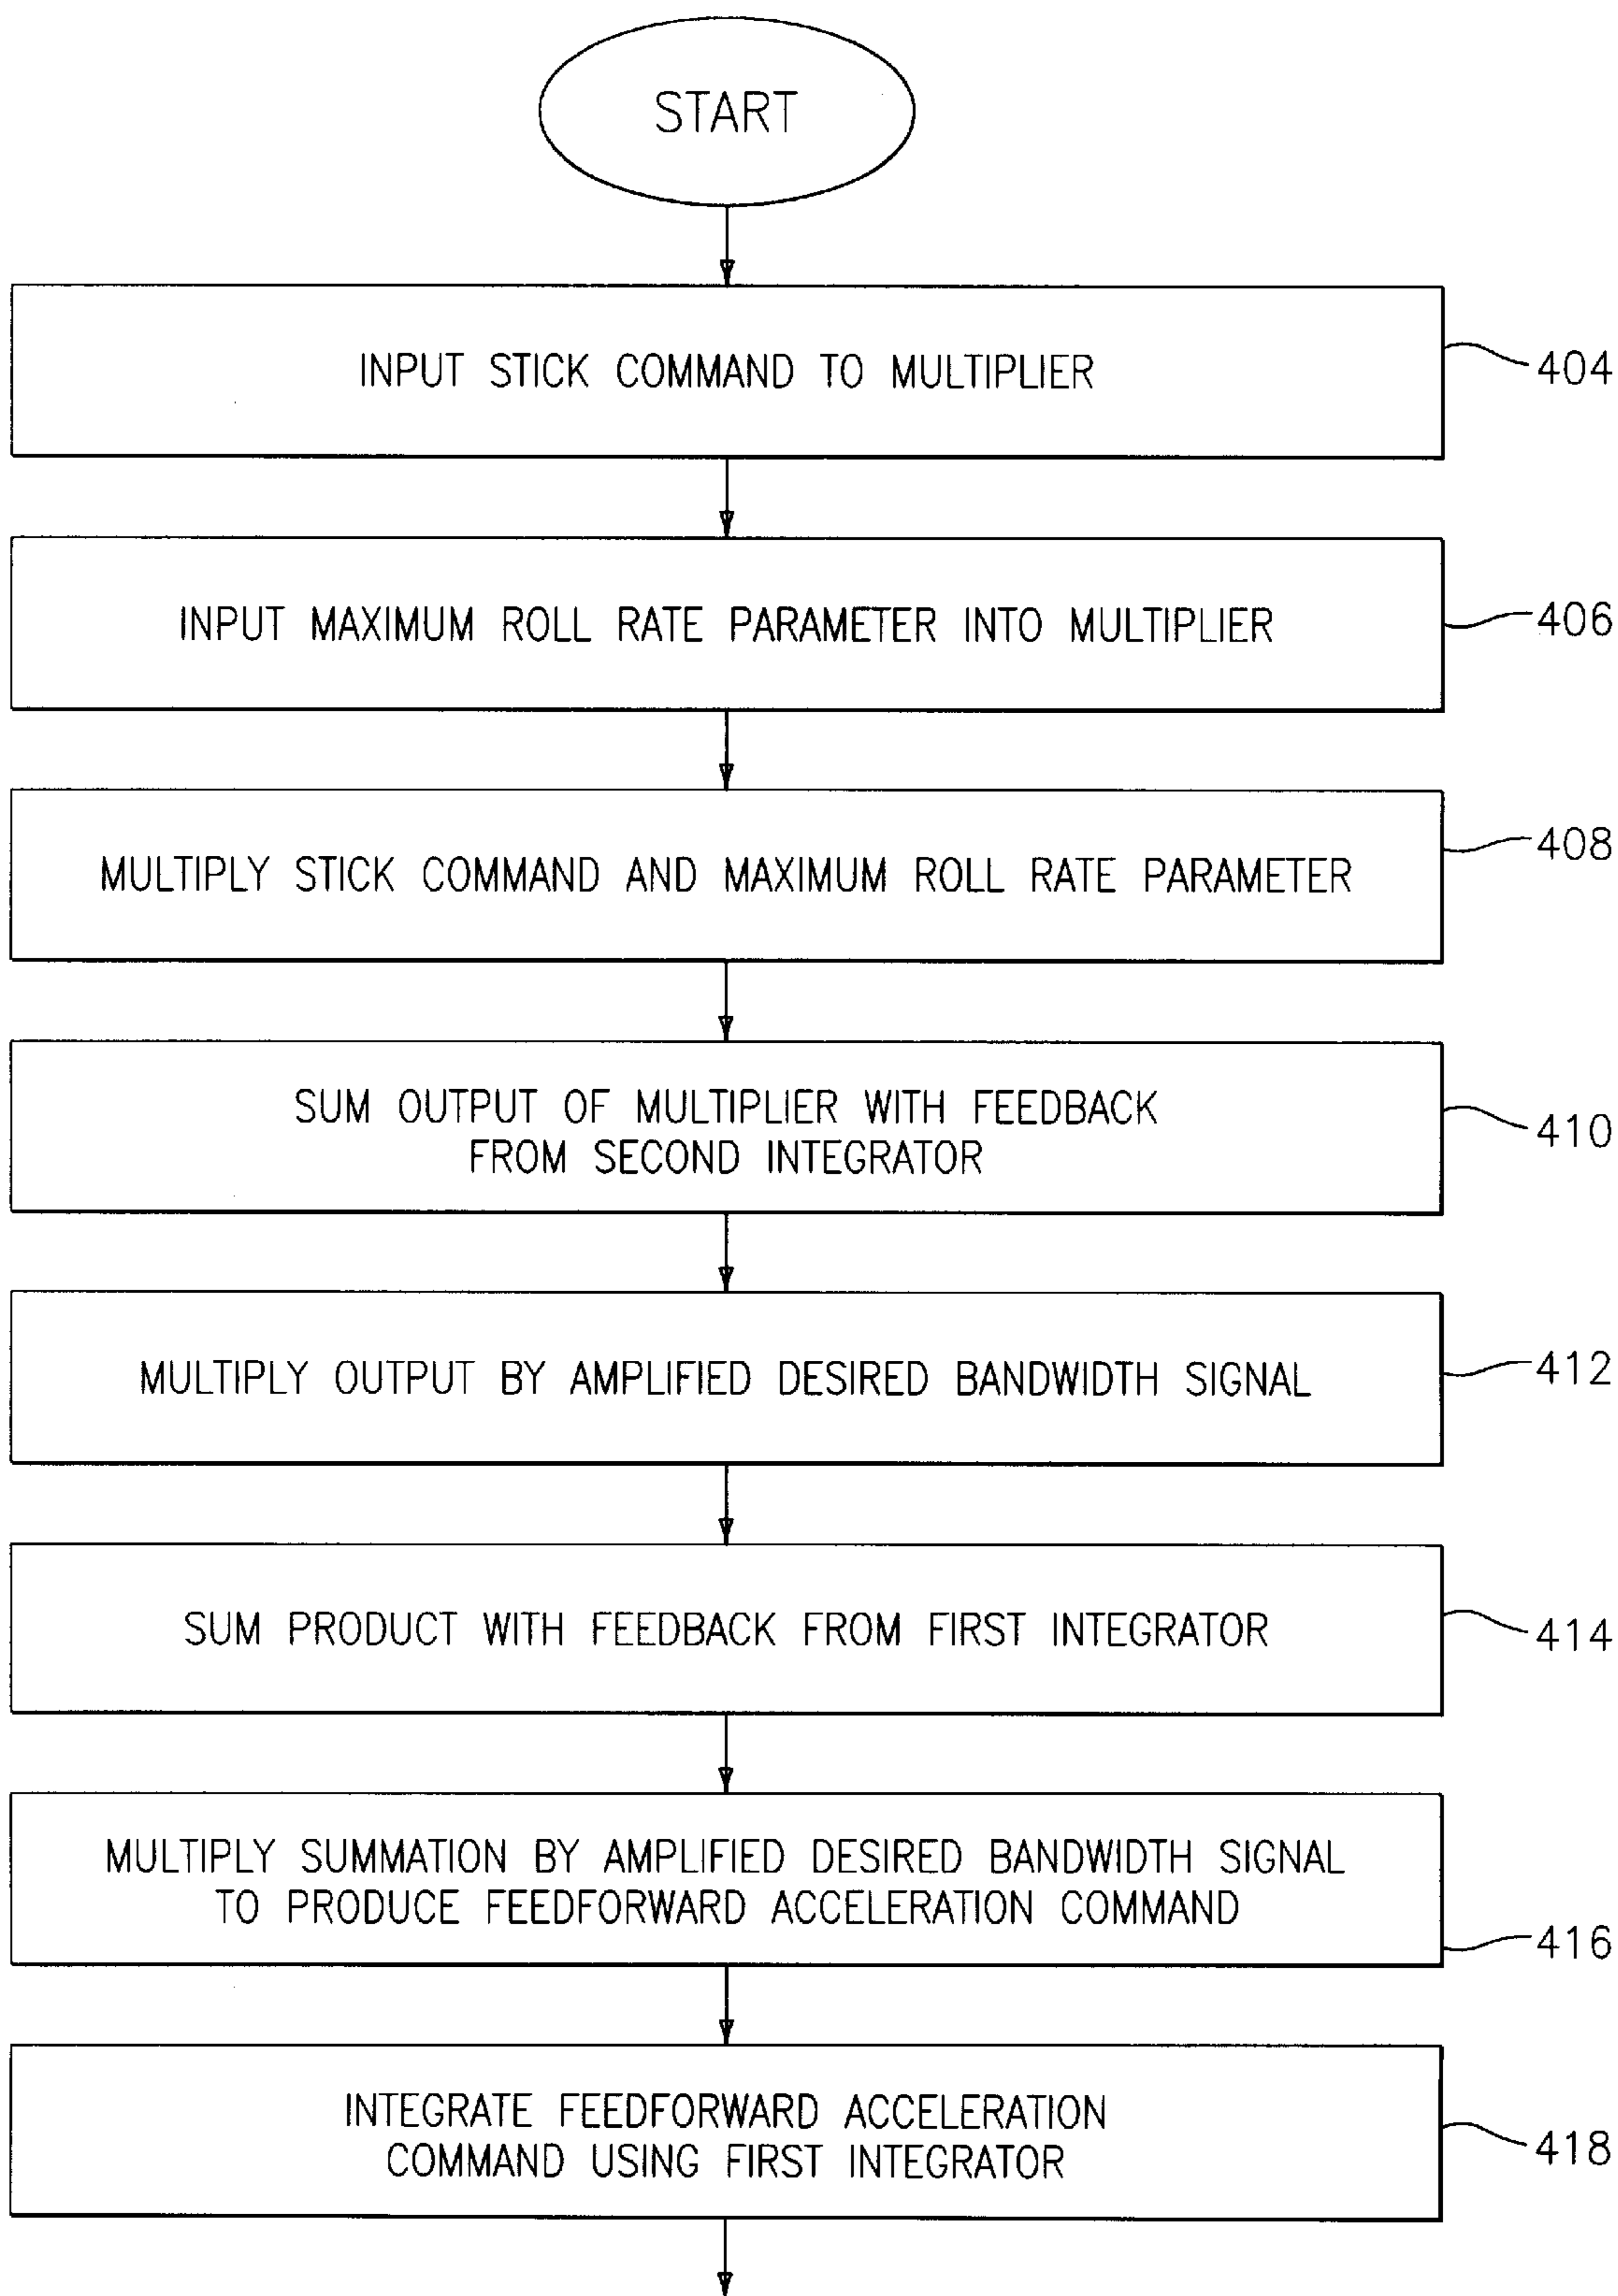 START
INPUT STICK COMMAND TO MULTIPLIER
404
INPUT MAXIMUM ROLL RATE PARAMETER INTO MULTIPLIER
406
MULTIPLY STICK COMMAND AND MAXIMUM ROLL RATE PARAMETER
408
SUM OUTPUT OF MULTIPLIER WITH FEEDBACK
FROM SECOND INTEGRATOR
410
MULTIPLY OUTPUT BY AMPLIFIED DESIRED BANDWIDTH SIGNAL
412
SUM PRODUCT WITH FEEDBACK FROM FIRST INTEGRATOR
414
MULTIPLY SUMMATION BY AMPLIFIED DESIRED BANDWIDTH SIGNAL
TO PRODUCE FEEDFORWARD ACCELERATION COMMAND
416
INTEGRATE FEEDFORWARD ACCELERATION
COMMAND USING FIRST INTEGRATOR
418